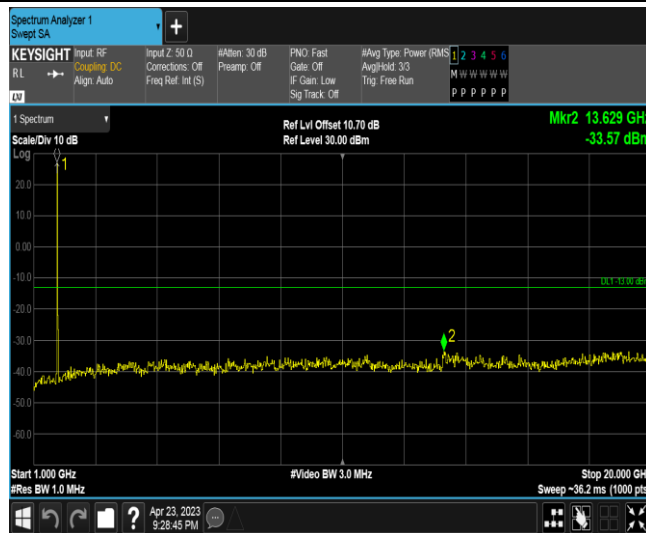 Spectrum Analyzer 1
Swept SA
+
KEYSIGHT
RL
LXI
Input: RF
Coupling: DC
Align: Auto
Input Z: 50 Ω
Corrections: Off
Freq Ref: Int (S)
#Atten: 30 dB
Preamp: Off
PNO: Fast
Gate: Off
IF Gain: Low
Sig Track: Off
#Avg Type: Power (RMS
Avg|Hold: 3/3
Trig: Free Run
1 2 3 4 5 6
M W W W W W
P P P P P P
1 Spectrum
Scale/Div 10 dB
Log
Ref Lvl Offset 10.70 dB
Ref Level 30.00 dBm
Mkr2 13.629 GHz
-33.57 dBm
1
20.0
10.0
0.00
-10.0
DL1 -13.00 dBm
-20.0
-30.0
2
-40.0
-50.0
-60.0
Start 1.000 GHz
#Res BW 1.0 MHz
#Video BW 3.0 MHz
Stop 20.000 GHz
Sweep ~36.2 ms (1000 pts)
?
Apr 23, 2023
9:28:45 PM